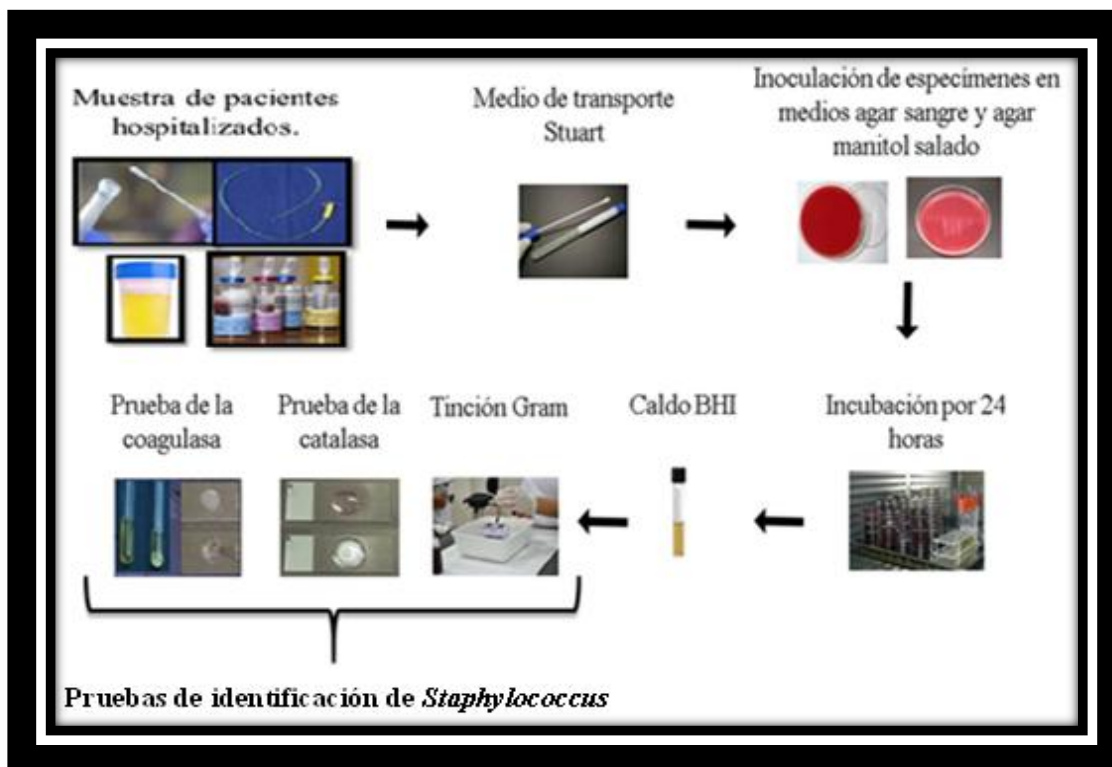 Muestra de pacientes
hospitalizados.
Medio de transporte
Stuart
Inoculación de especímenes en
medios agar sangre y agar
manitol salado
Incubación por 24
horas
Caldo BHI
Tinción Gram
Prueba de la
catalasa
Prueba de la
coagulasa
Pruebas de identificación de Staphylococcus